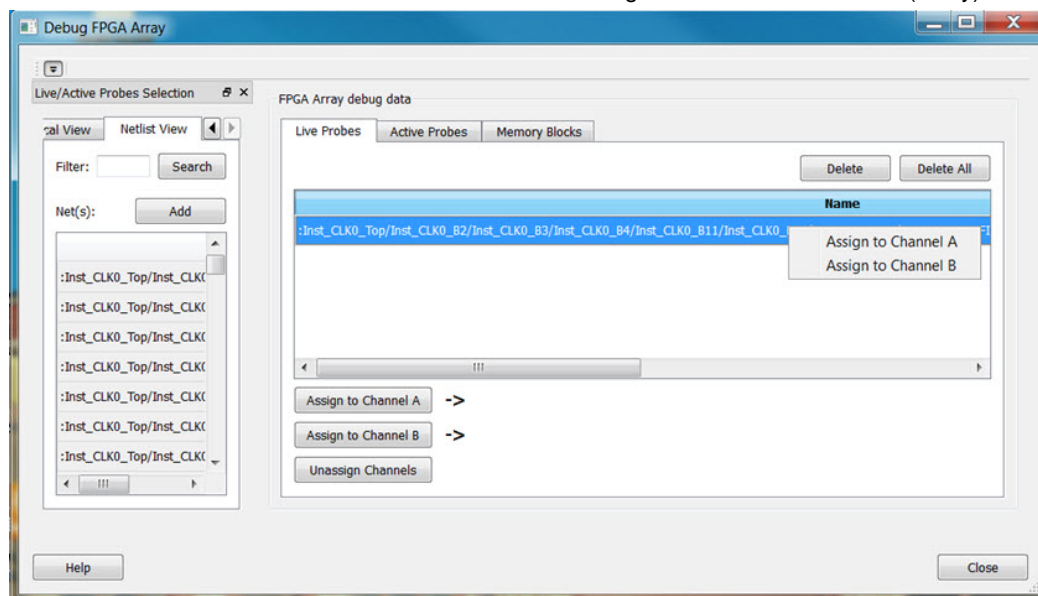 Debug FPGA Array
Live/Active Probes Selection
cal View Netlist View
Filter: Search
Net(s): Add
:Inst_CLK0_Top/Inst_CLK(
:Inst_CLK0_Top/Inst_CLK(
:Inst_CLK0_Top/Inst_CLK(
:Inst_CLK0_Top/Inst_CLK(
:Inst_CLK0_Top/Inst_CLK(
:Inst_CLK0_Top/Inst_CLK(
:Inst_CLK0_Top/Inst_CLK(
FPGA Array debug data
Live Probes Active Probes Memory Blocks
Delete Delete All
Name
:Inst_CLK0_Top/Inst_CLK0_B2/Inst_CLK0_B3/Inst_CLK0_B4/Inst_CLK0_B11/Inst_CLK0_
Assign to Channel A
Assign to Channel B
Assign to Channel A ->
Assign to Channel B ->
Unassign Channels
Help
Close